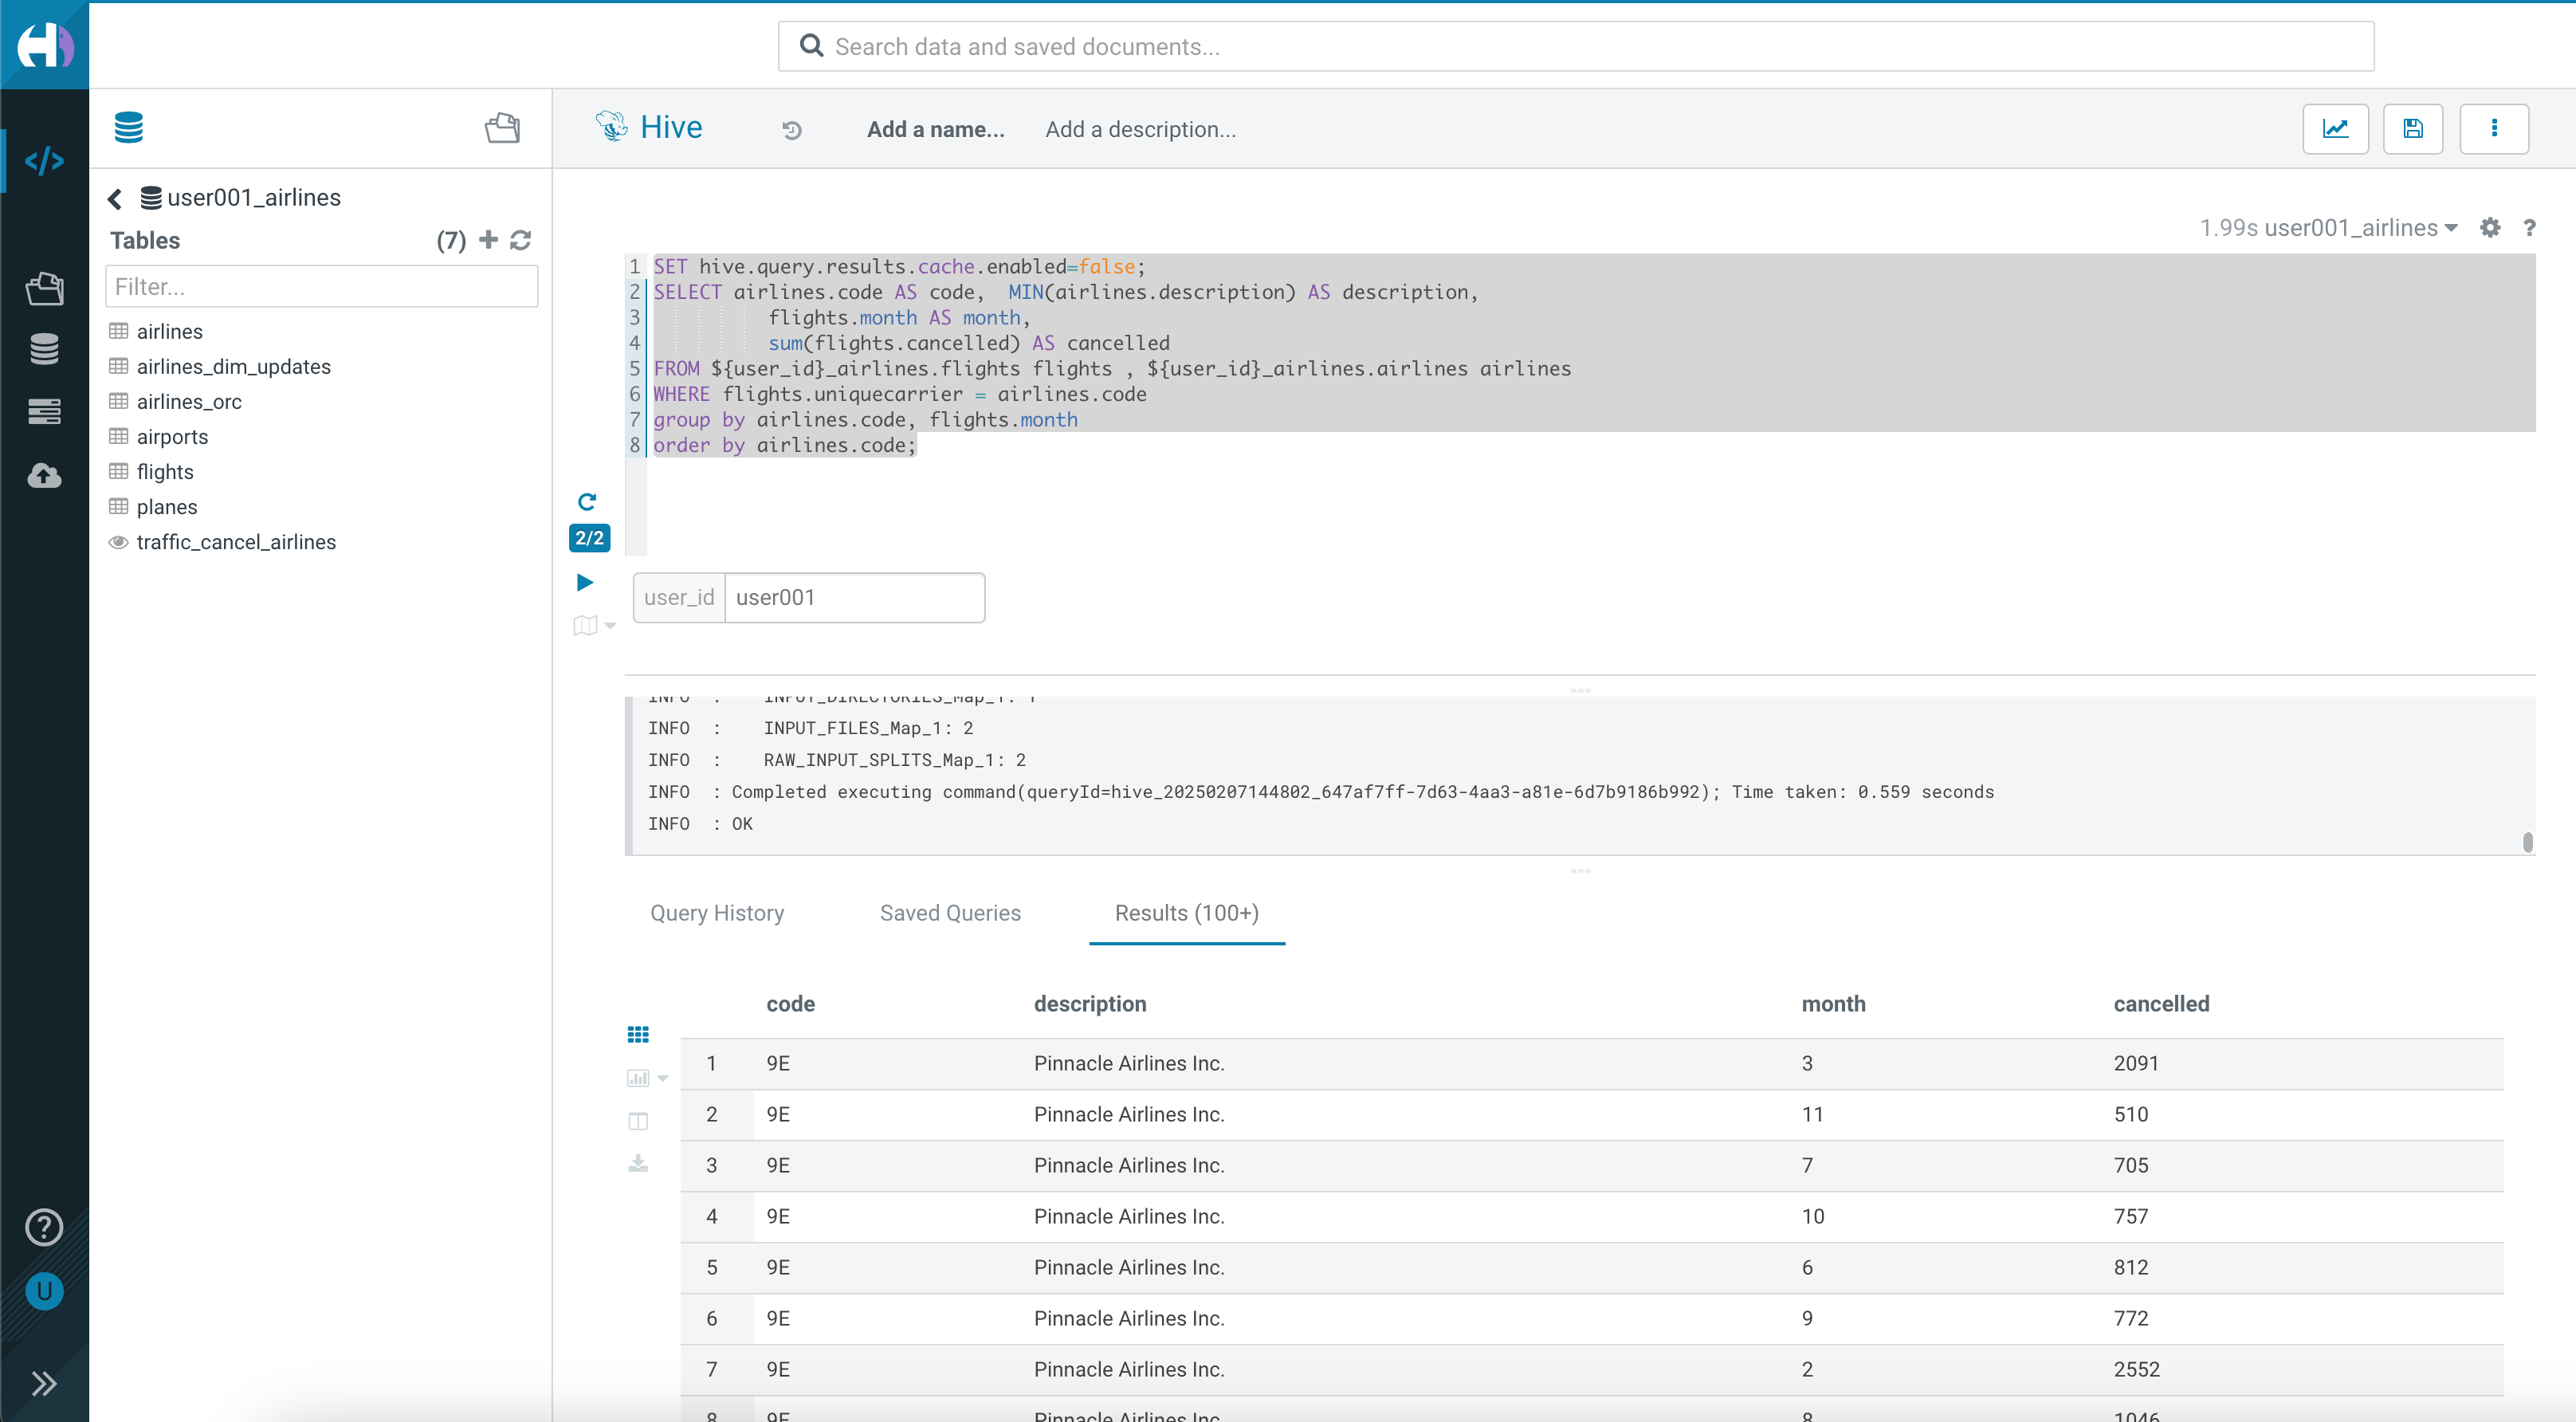 Search data and saved documents...
Hive
Add a name...
Add a description...
user001_airlines
Tables
(7)
Filter...
airlines
airlines_dim_updates
airlines_orc
airports
flights
planes
traffic_cancel_airlines
1.99s user001_airlines
?
1 SET hive.query.results.cache.enabled=false;
2 SELECT airlines.code AS code,  MIN(airlines.description) AS description,
3 flights.month AS month,
4 sum(flights.cancelled) AS cancelled
5 FROM ${user_id}_airlines.flights flights , ${user_id}_airlines.airlines airlines
6 WHERE flights.uniquecarrier = airlines.code
7 group by airlines.code, flights.month
8 order by airlines.code;
2/2
user_id user001
INFO : INPUT_DIRECTORIES_Map_1: 1
INFO : INPUT_FILES_Map_1: 2
INFO : RAW_INPUT_SPLITS_Map_1: 2
INFO : Completed executing command(queryId=hive_20250207144802_647af7ff-7d63-4aa3-a81e-6d7b9186b992); Time taken: 0.559 seconds
INFO : OK
Query History
Saved Queries
Results (100+)
code description month cancelled
1 9E Pinnacle Airlines Inc. 3 2091
2 9E Pinnacle Airlines Inc. 11 510
3 9E Pinnacle Airlines Inc. 7 705
4 9E Pinnacle Airlines Inc. 10 757
5 9E Pinnacle Airlines Inc. 6 812
6 9E Pinnacle Airlines Inc. 9 772
7 9E Pinnacle Airlines Inc. 2 2552
8 9E Pinnacle Airlines Inc. 8 1046
?
U